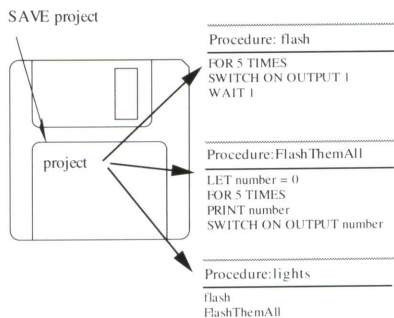 SAVE project
project
Procedure: flash
FOR 5 TIMES
SWITCH ON OUTPUT 1
WAIT 1
Procedure:FlashThemAll
LET number = 0
FOR 5 TIMES
PRINT number
SWITCH ON OUTPUT number
Procedure:lights
flash
FlashThemAll